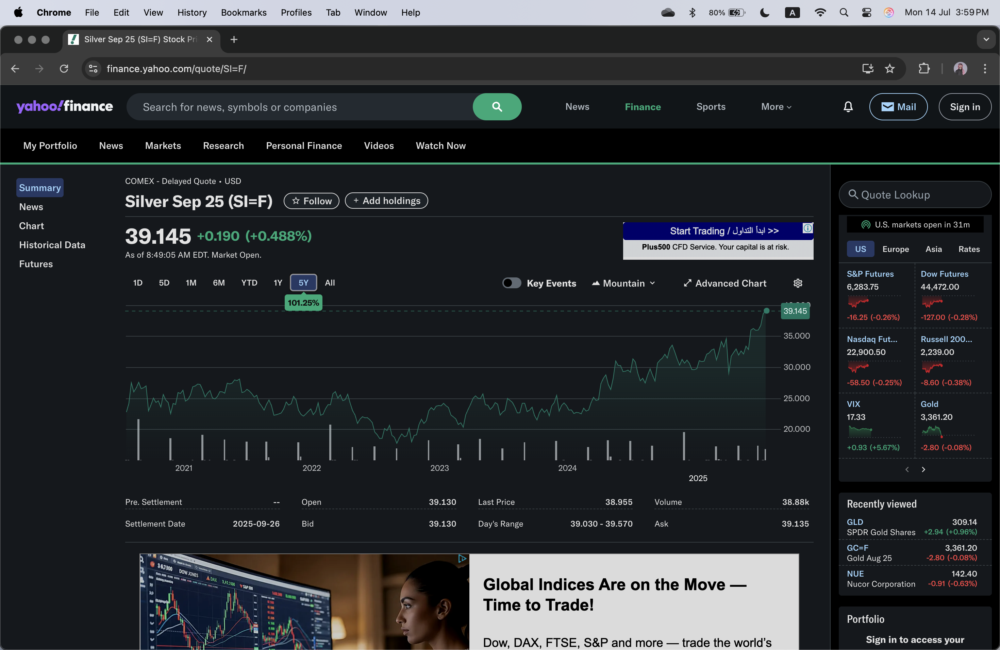 Chrome File Edit View History Bookmarks Profiles Tab Window Help 80% A Mon 14 Jul 3:59 PM
Silver Sep 25 (SI=F) Stock Pri
finance.yahoo.com/quote/SI=F/
yahoo!finance Search for news, symbols or companies News Finance Sports More Mail Sign in
My Portfolio News Markets Research Personal Finance Videos Watch Now
Summary
News
Chart
Historical Data
Futures
COMEX - Delayed Quote • USD
Silver Sep 25 (SI=F) Follow + Add holdings
39.145 +0.190 (+0.488%)
As of 8:49:05 AM EDT. Market Open.
Start Trading / ابدأ التداول >>
Plus500 CFD Service. Your capital is at risk.
1D 5D 1M 6M YTD 1Y 5Y All Key Events Mountain Advanced Chart
101.25%
39.145
35.000
30.000
25.000
20.000
2021 2022 2023 2024
2025
Pre. Settlement -- Open 39.130 Last Price 38.955 Volume 38.88k
Settlement Date 2025-09-26 Bid 39.130 Day's Range 39.030 - 39.570 Ask 39.135
DOW JONES
DAX
S&P 500
Global Indices Are on the Move —
Time to Trade!
Dow, DAX, FTSE, S&P and more — trade the world's
Quote Lookup
U.S. markets open in 31m
US Europe Asia Rates
S&P Futures Dow Futures
6,283.75 44,472.00
-16.25 (-0.26%) -127.00 (-0.28%)
Nasdaq Fut... Russell 200...
22,900.50 2,239.00
-58.50 (-0.25%) -8.60 (-0.38%)
VIX Gold
17.33 3,361.20
+0.93 (+5.67%) -2.80 (-0.08%)
Recently viewed
GLD 309.14
SPDR Gold Shares +2.94 (+0.96%)
GC=F 3,361.20
Gold Aug 25 -2.80 (-0.08%)
NUE 142.40
Nucor Corporation -0.91 (-0.63%)
Portfolio
Sign in to access your